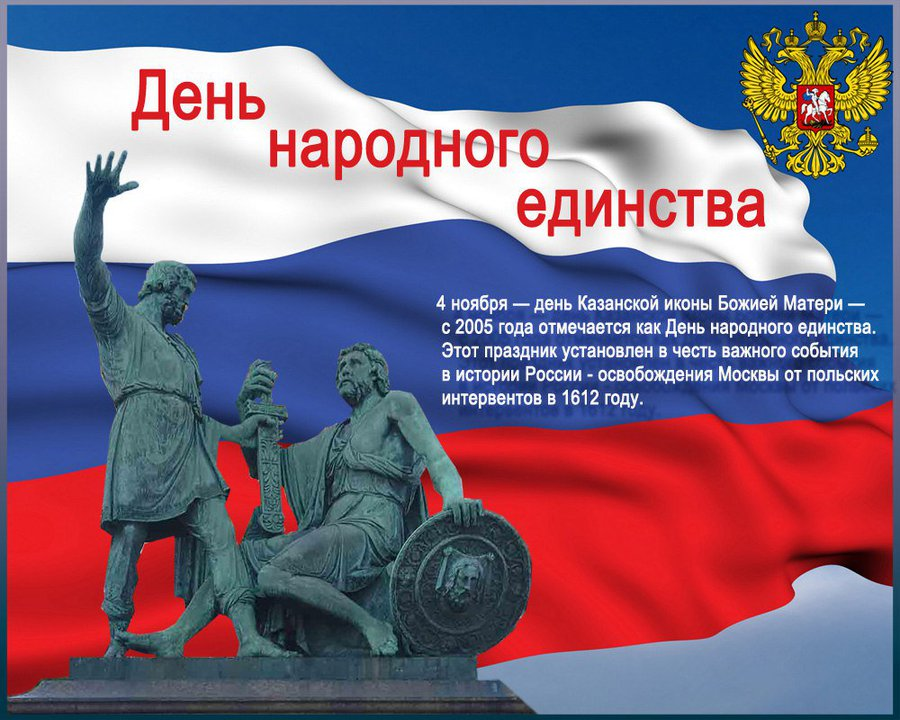 День
народного
единства
4 ноября — день Казанской иконы Божией Матери —
с 2005 года отмечается как День народного единства.
Этот праздник установлен в честь важного события
в истории России - освобождения Москвы от польских
интервентов в 1612 году.